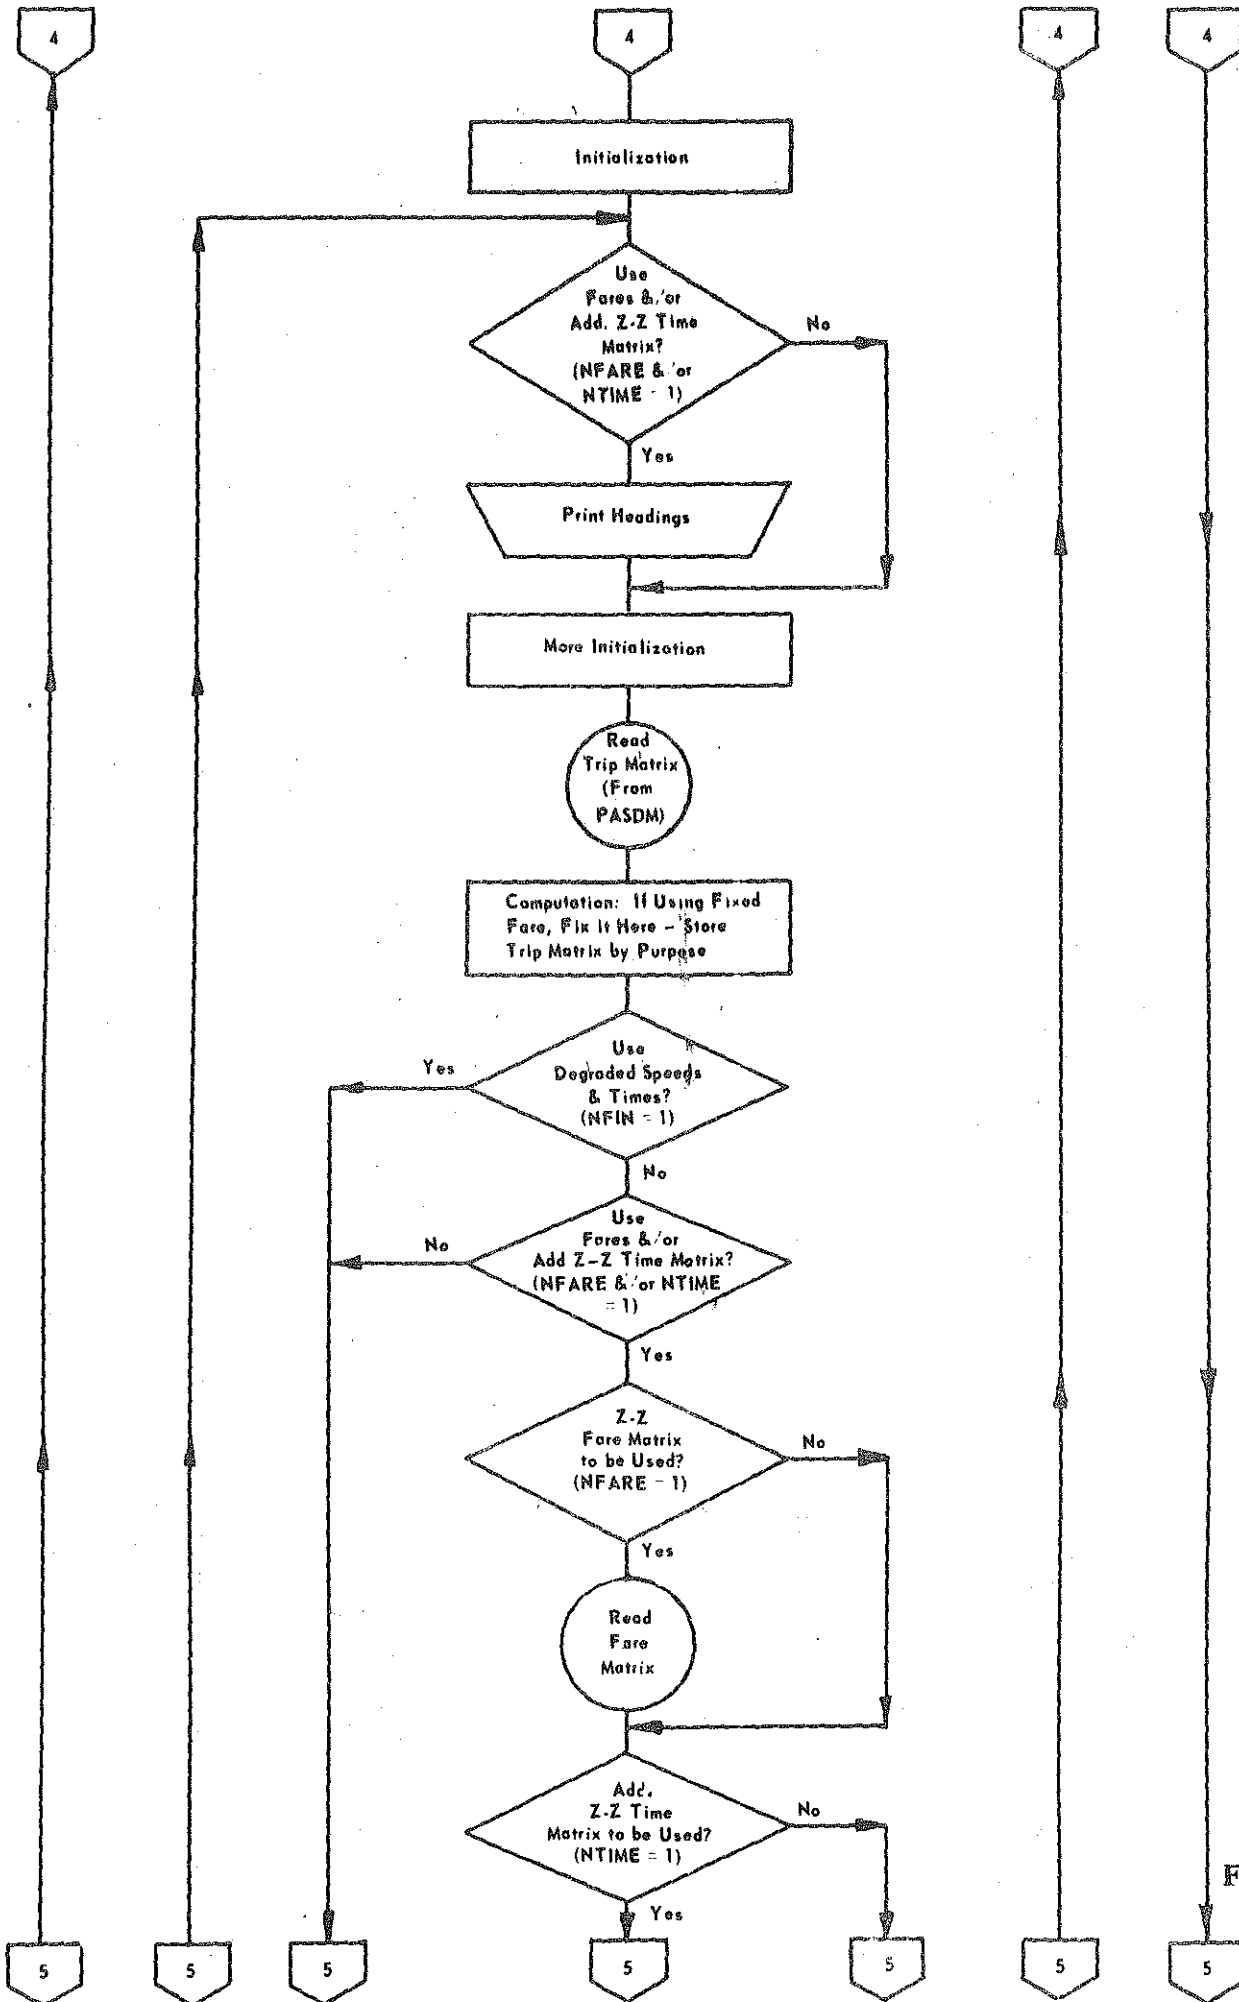 4
4
4
4
Initialization
Use
Fares &/or
Add. Z-Z Time
Matrix?
(NFARE &/or
NTIME = 1)
No
Yes
Print Headings
More Initialization
Read
Trip Matrix
(From
PASDM)
Computation: If Using Fixed
Fare, Fix It Here - Store
Trip Matrix by Purpose
Use
Degraded Speeds
& Times?
(NFIN = 1)
Yes
No
Use
Fares &/or
Add Z-Z Time Matrix?
(NFARE &/or NTIME
= 1)
No
Yes
Z-Z
Fare Matrix
to be Used?
(NFARE = 1)
No
Yes
Read
Fare
Matrix
Add.
Z-Z Time
Matrix to be Used?
(NTIME = 1)
No
Yes
F
5
5
5
5
5
5
5